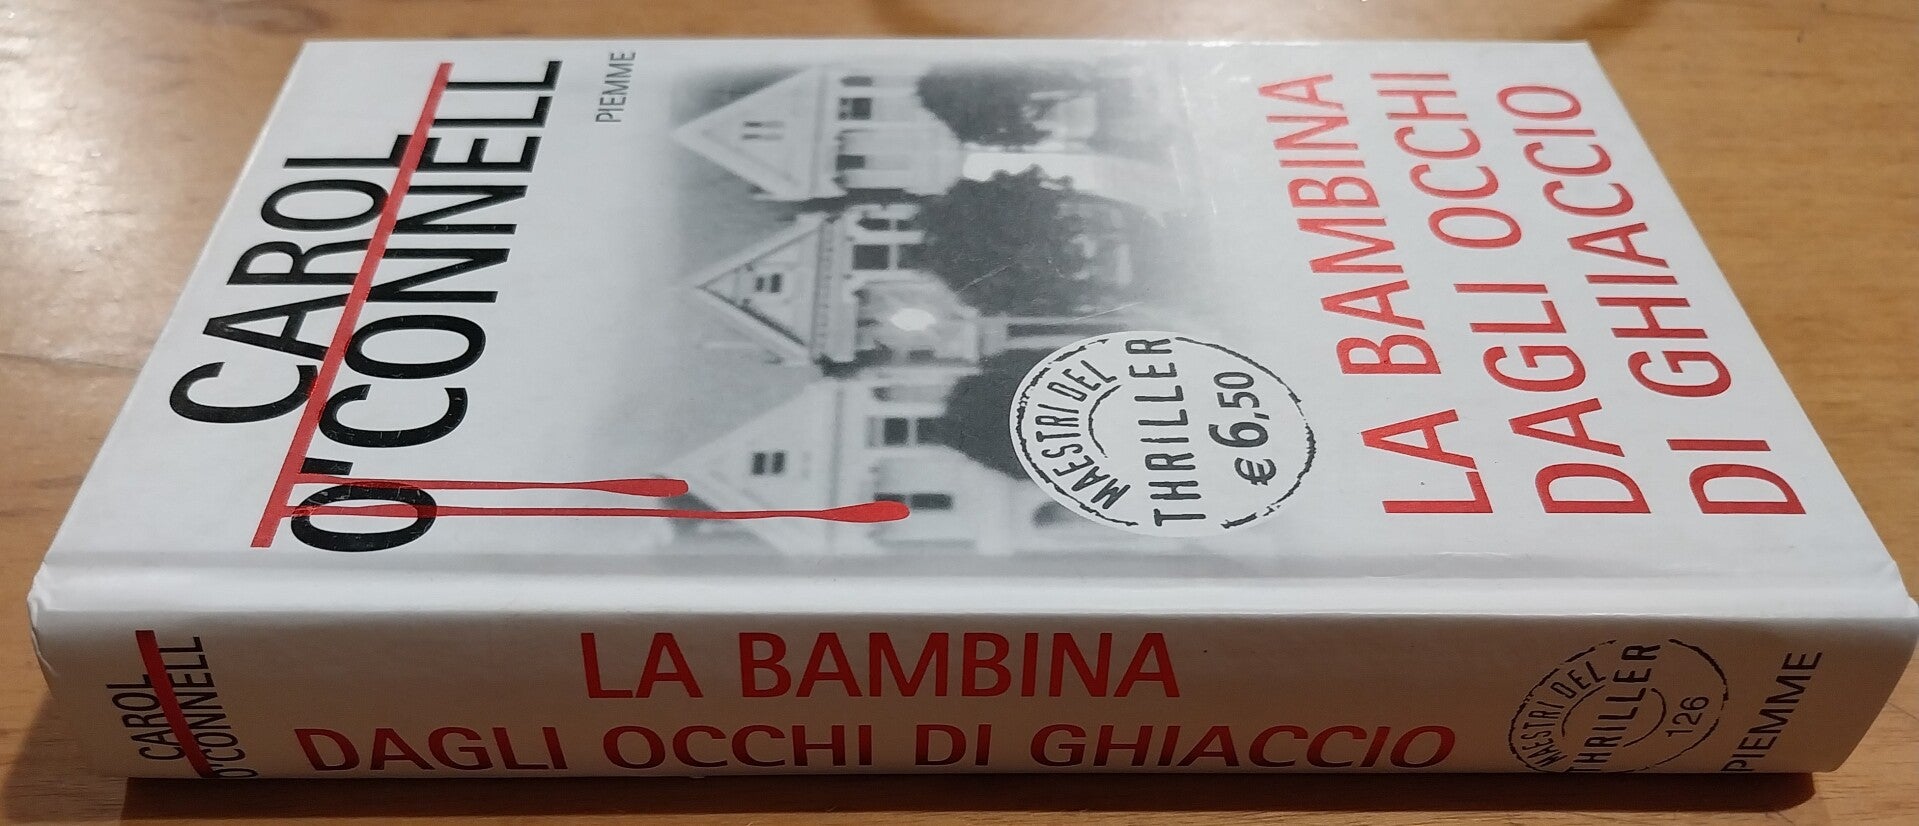 CAROL
O'CONNELL
PIEMME
LA BAMBINA
DAGLI OCCHI
DI GHIACCIO
MAESTRI DEL
THRILLER
€ 6,50
CAROL
O'CONNELL
LA BAMBINA
DAGLI OCCHI DI GHIACCIO
MAESTRI DEL
THRILLER
126
PIEMME